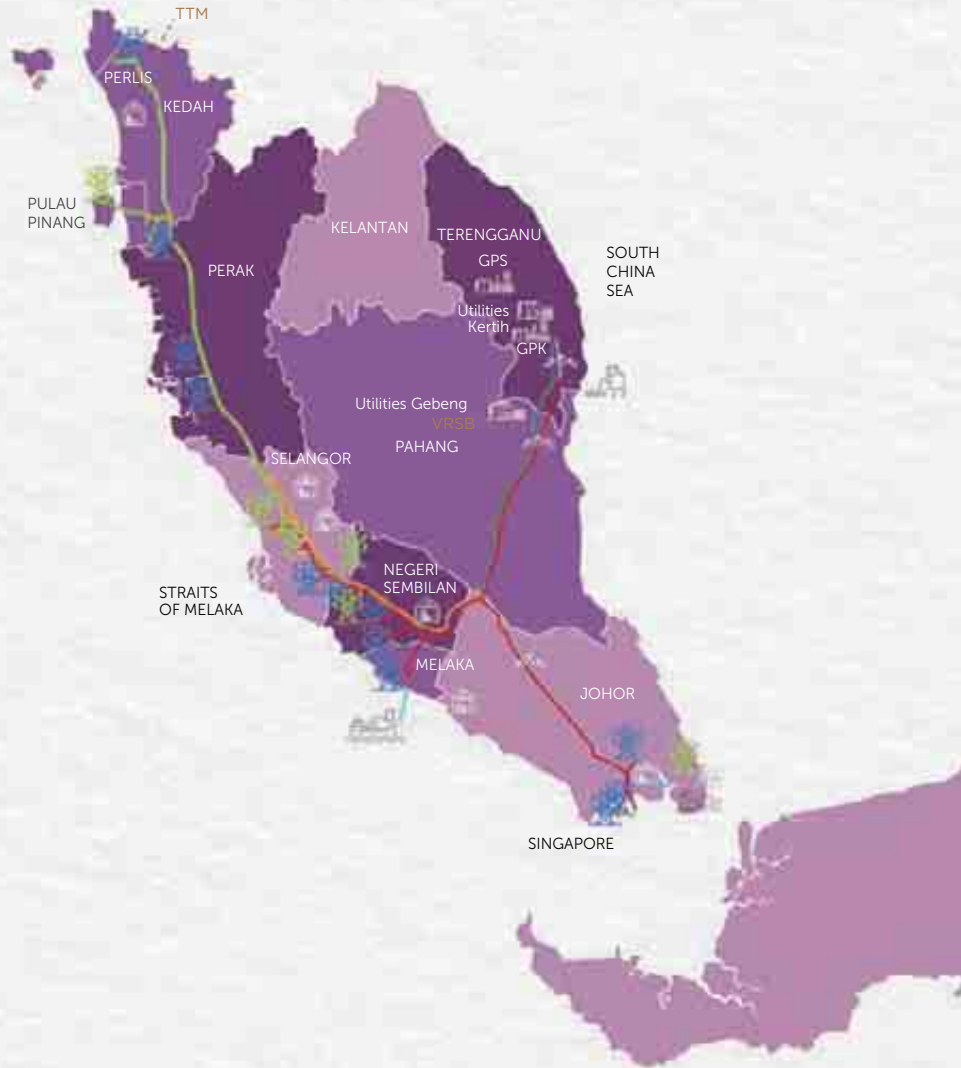 TTM
PERLIS
KEDAH
PULAU
PINANG
KELANTAN
TERENGGANU
GPS
SOUTH
CHINA
SEA
PERAK
Utilities
Kertih
GPK
Utilities Gebeng
VRSB
PAHANG
SELANGOR
NEGERI
SEMBILAN
STRAITS
OF MELAKA
MELAKA
JOHOR
SINGAPORE